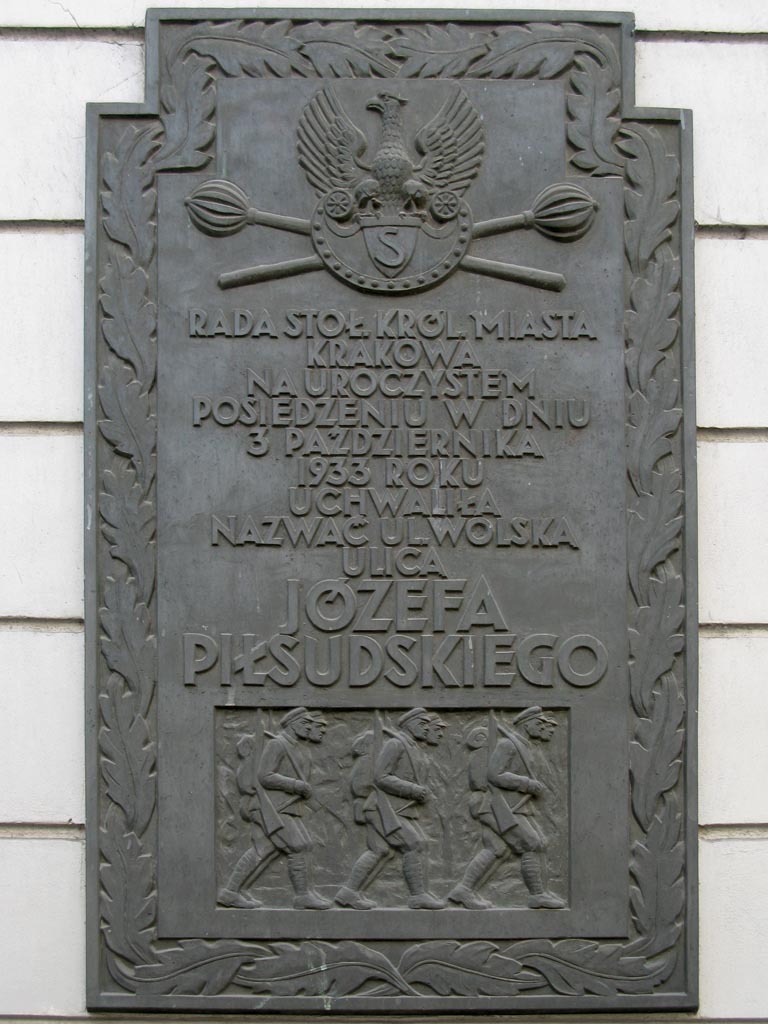 S
RADA STOŁ. KRÓL. MIASTA
KRAKOWA
NA UROCZYSTEM
POSIEDZENIU W DNIU
3 PAŹDZIERNIKA
1933 ROKU
UCHWALIŁA
NAZWAĆ UL. WOLSKA
ULICA
JÓZEFA
PIŁSUDSKIEGO